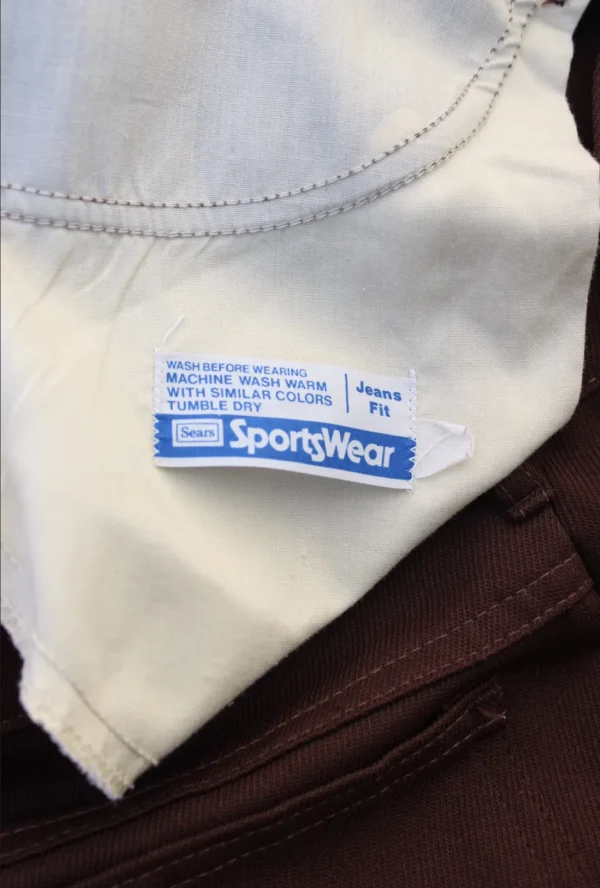 WASH BEFORE WEARING
MACHINE WASH WARM
WITH SIMILAR COLORS
TUMBLE DRY
Jeans
Fit
Sears SportsWear